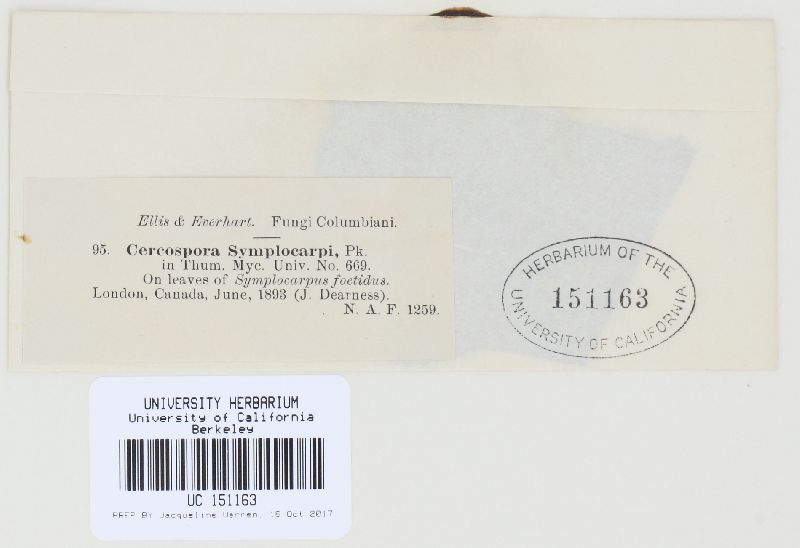 Ellis & Everhart. Fungi Columbiani.
95. Cercospora Symplocarpi, Pk.
in Thum. Myc. Univ. No. 669.
On leaves of Symplocarpus foetidus.
London, Canada, June, 1893 (J. Dearness).
N. A. F. 1259.
HERBARIUM OF THE
151163
UNIVERSITY OF CALIFORNIA
UNIVERSITY HERBARIUM
University of California
Berkeley
UC 151163
PREP BY Jacqueline Warren, 16 Oct 2017